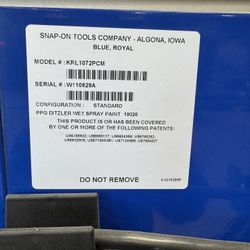 SNAP-ON TOOLS COMPANY - ALGONA, IOWA
BLUE, ROYAL
MODEL # : KRL1072PCM
SERIAL # : W110829A
CONFIGURATION : STANDARD
PPG DITZLER WET SPRAY PAINT 19026
THIS PRODUCT IS OR HAS BEEN COVERED
BY ONE OR MORE OF THE FOLLOWING PATENTS:
DO NOT REMOVE